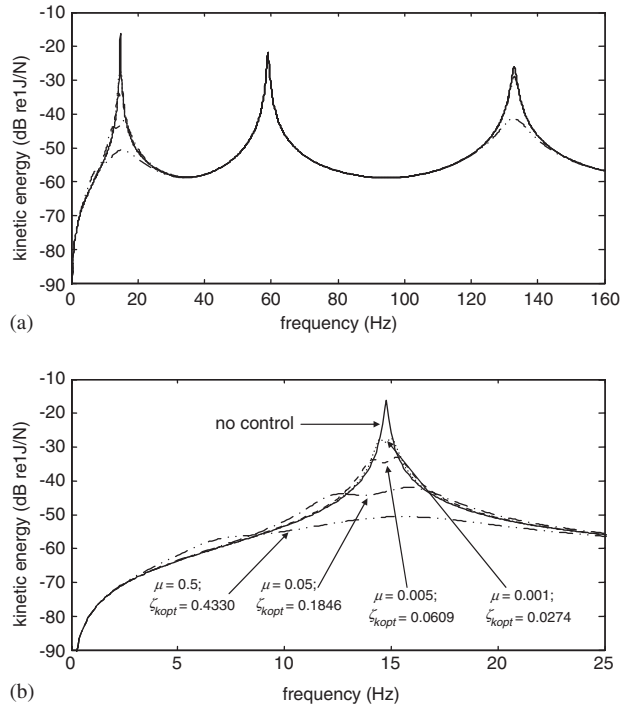 -10
-20
-30
-40
-50
-60
-70
-80
-90
kinetic energy (dB re1J/N)
0 20 40 60 80 100 120 140 160
(a)
frequency (Hz)
-10
-20
-30
-40
-50
-60
-70
-80
-90
kinetic energy (dB re1J/N)
no control
μ = 0.5;
ζkopt = 0.4330
μ = 0.05;
ζkopt = 0.1846
μ = 0.005;
ζkopt = 0.0609
μ = 0.001;
ζkopt = 0.0274
0 5 10 15 20 25
(b)
frequency (Hz)